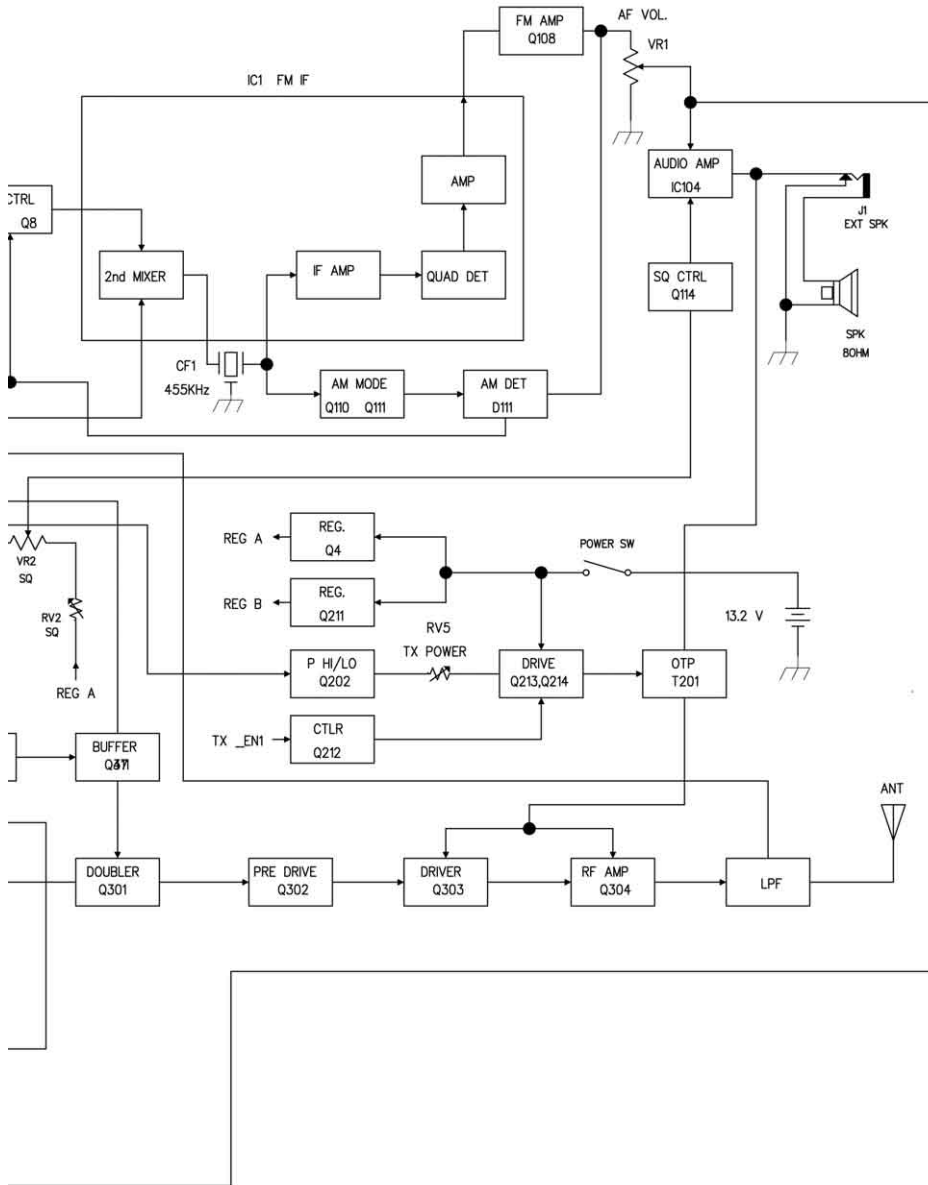 FM AMP
Q108
AF VOL.
VR1
IC1 FM IF
AUDIO AMP
IC104
AMP
CTRL
Q8
J1
EXT SPK
2nd MIXER
IF AMP
QUAD DET
SQ CTRL
Q114
SPK
8OHM
CF1
455KHz
AM MODE
Q110 Q111
AM DET
D111
REG A
REG.
Q4
POWER SW
VR2
SQ
REG B
REG.
Q211
13.2 V
RV2
SQ
RV5
TX POWER
P HI/LO
Q202
DRIVE
Q213,Q214
OTP
T201
REG A
TX _EN1
CTLR
Q212
BUFFER
ANT
DOUBLER
Q301
PRE DRIVE
Q302
DRIVER
Q303
RF AMP
Q304
LPF